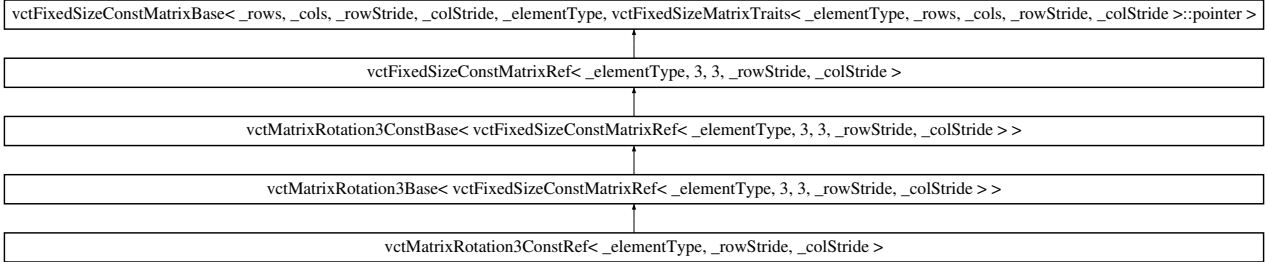 vctFixedSizeConstMatrixBase< _rows, _cols, _rowStride, _colStride, _elementType, vctFixedSizeMatrixTraits< _elementType, _rows, _cols, _rowStride, _colStride >::pointer >
vctFixedSizeConstMatrixRef< _elementType, 3, 3, _rowStride, _colStride >
vctMatrixRotation3ConstBase< vctFixedSizeConstMatrixRef< _elementType, 3, 3, _rowStride, _colStride > >
vctMatrixRotation3Base< vctFixedSizeConstMatrixRef< _elementType, 3, 3, _rowStride, _colStride > >
vctMatrixRotation3ConstRef< _elementType, _rowStride, _colStride >